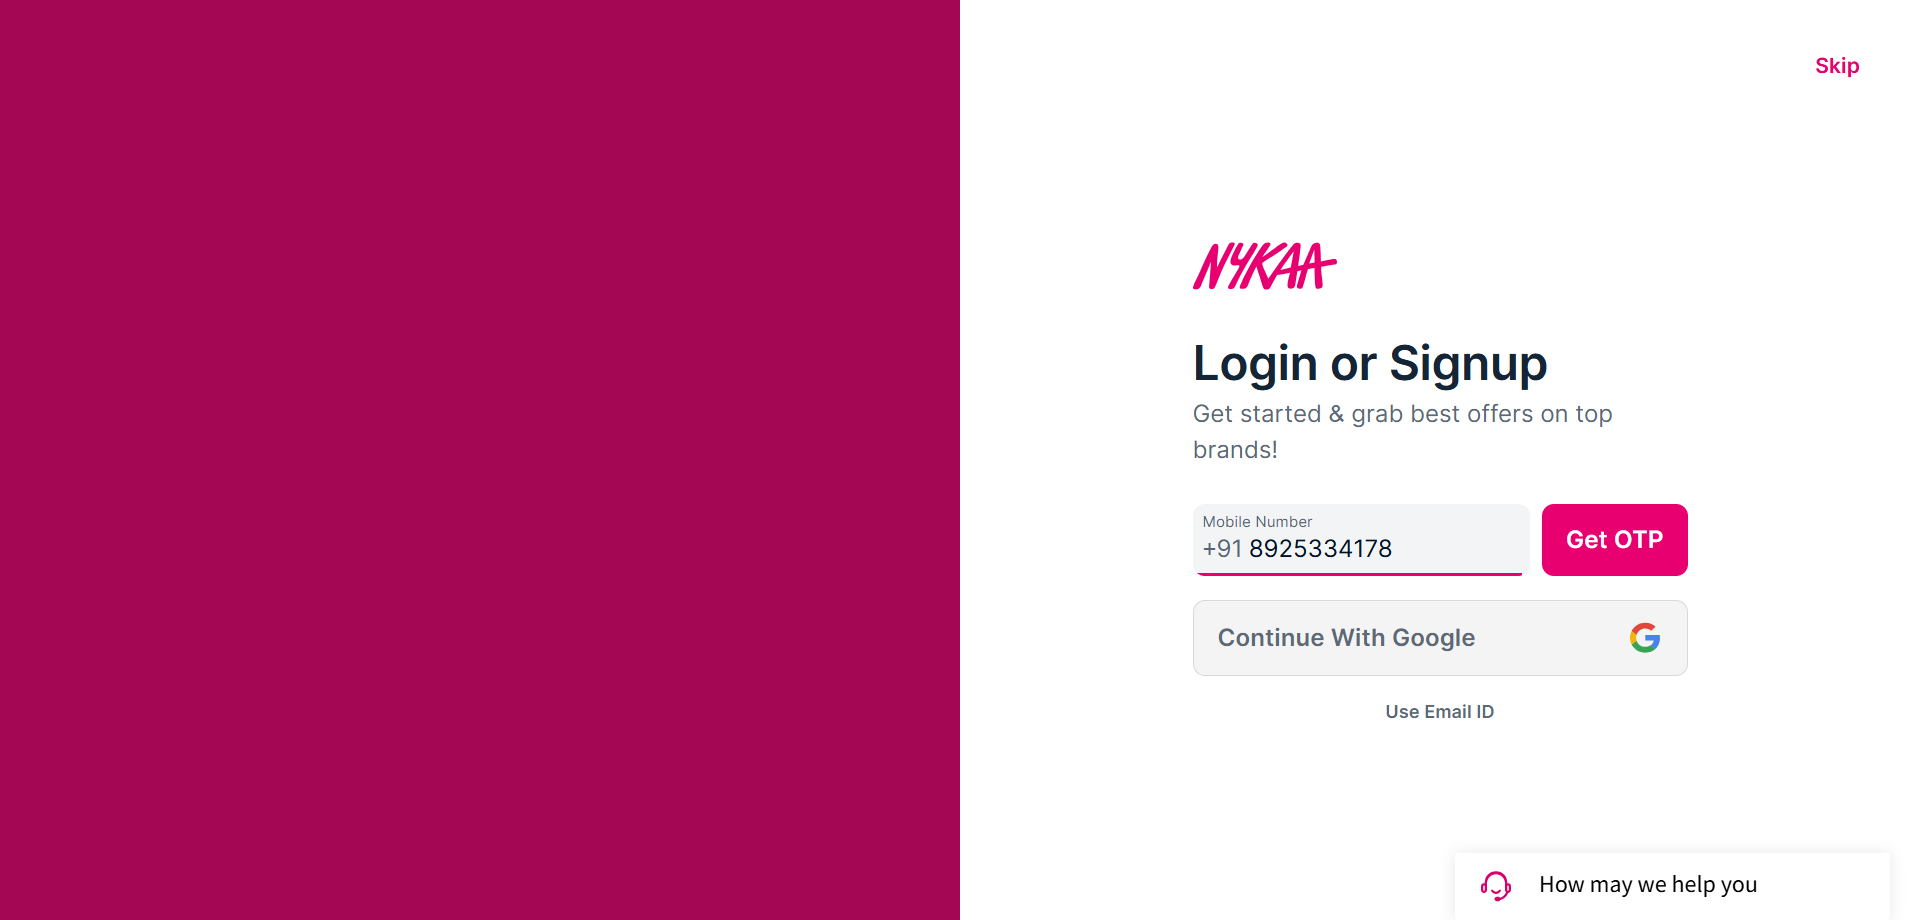 Skip
NYKAA
Login or Signup
Get started & grab best offers on top
brands!
Mobile Number
+91 8925334178
Get OTP
Continue With Google
Use Email ID
How may we help you